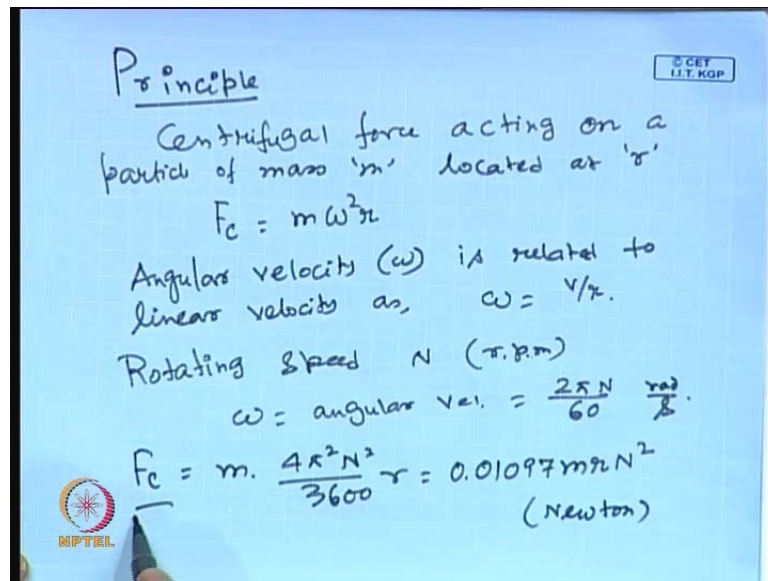 Principle
© CET
I.I.T. KGP
Centrifugal force acting on a
particle of mass 'm' located at 'r'
Fc = mω²r
Angular velocity (ω) is related to
linear velocity as, ω = v/r.
Rotating speed N (r.p.m)
ω = angular vel. = 2πN/60 rad/s.
Fc = m. 4π²N²/3600 r = 0.01097 mrN²
(Newton)
NPTEL